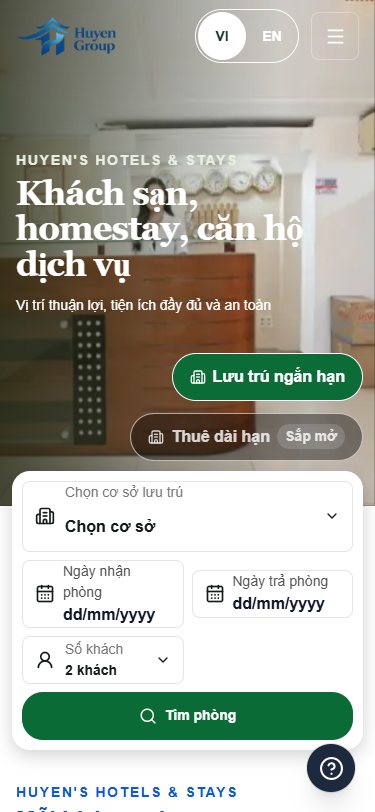 Huyen
Group
VI
EN
HUYEN'S HOTELS & STAYS
Khách sạn,
homestay, căn hộ
dịch vụ
Vị trí thuận lợi, tiện ích đầy đủ và an toàn
Lưu trú ngắn hạn
Thuê dài hạn Sắp mở
Chọn cơ sở lưu trú
Chọn cơ sở
Ngày nhận
phòng
dd/mm/yyyy
Ngày trả phòng
dd/mm/yyyy
Số khách
2 khách
Tìm phòng
HUYEN'S HOTELS & STAYS